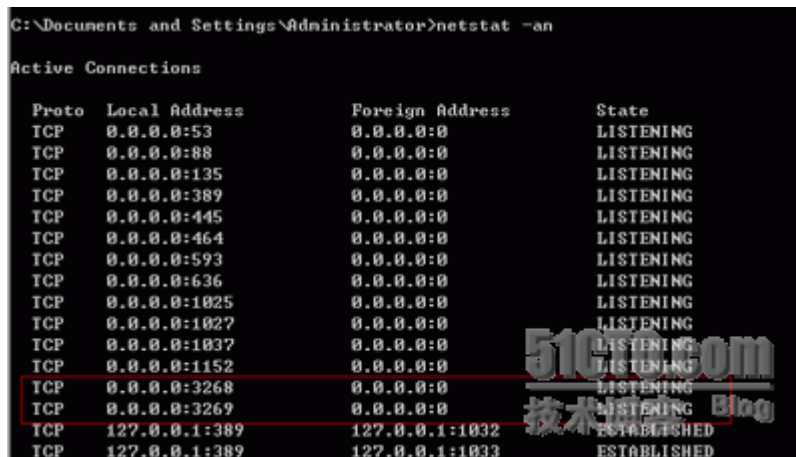 C:\Documents and Settings\Administrator>netstat -an
Active Connections
Proto Local Address Foreign Address State
TCP 0.0.0.0:53 0.0.0.0:0 LISTENING
TCP 0.0.0.0:88 0.0.0.0:0 LISTENING
TCP 0.0.0.0:135 0.0.0.0:0 LISTENING
TCP 0.0.0.0:389 0.0.0.0:0 LISTENING
TCP 0.0.0.0:445 0.0.0.0:0 LISTENING
TCP 0.0.0.0:464 0.0.0.0:0 LISTENING
TCP 0.0.0.0:593 0.0.0.0:0 LISTENING
TCP 0.0.0.0:636 0.0.0.0:0 LISTENING
TCP 0.0.0.0:1025 0.0.0.0:0 LISTENING
TCP 0.0.0.0:1027 0.0.0.0:0 LISTENING
TCP 0.0.0.0:1037 0.0.0.0:0 LISTENING
TCP 0.0.0.0:1152 0.0.0.0:0 LISTENING
TCP 0.0.0.0:3268 0.0.0.0:0 LISTENING
TCP 0.0.0.0:3269 0.0.0.0:0 LISTENING
TCP 127.0.0.1:389 127.0.0.1:1032 ESTABLISHED
TCP 127.0.0.1:389 127.0.0.1:1033 ESTABLISHED
51CTO.com
技术博客 Blog